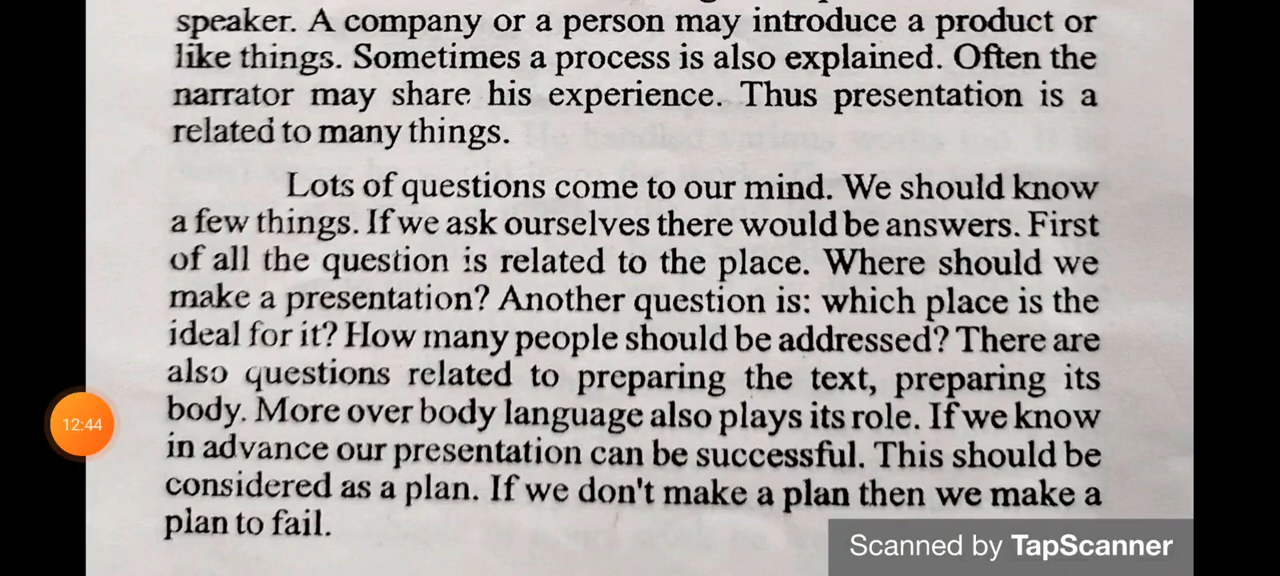 speaker. A company or a person may introduce a product or
like things. Sometimes a process is also explained. Often the
narrator may share his experience. Thus presentation is a
related to many things.
Lots of questions come to our mind. We should know
a few things. If we ask ourselves there would be answers. First
of all the question is related to the place. Where should we
make a presentation? Another question is: which place is the
ideal for it? How many people should be addressed? There are
also questions related to preparing the text, preparing its
body. More over body language also plays its role. If we know
in advance our presentation can be successful. This should be
considered as a plan. If we don't make a plan then we make a
plan to fail.
12:44
Scanned by TapScanner